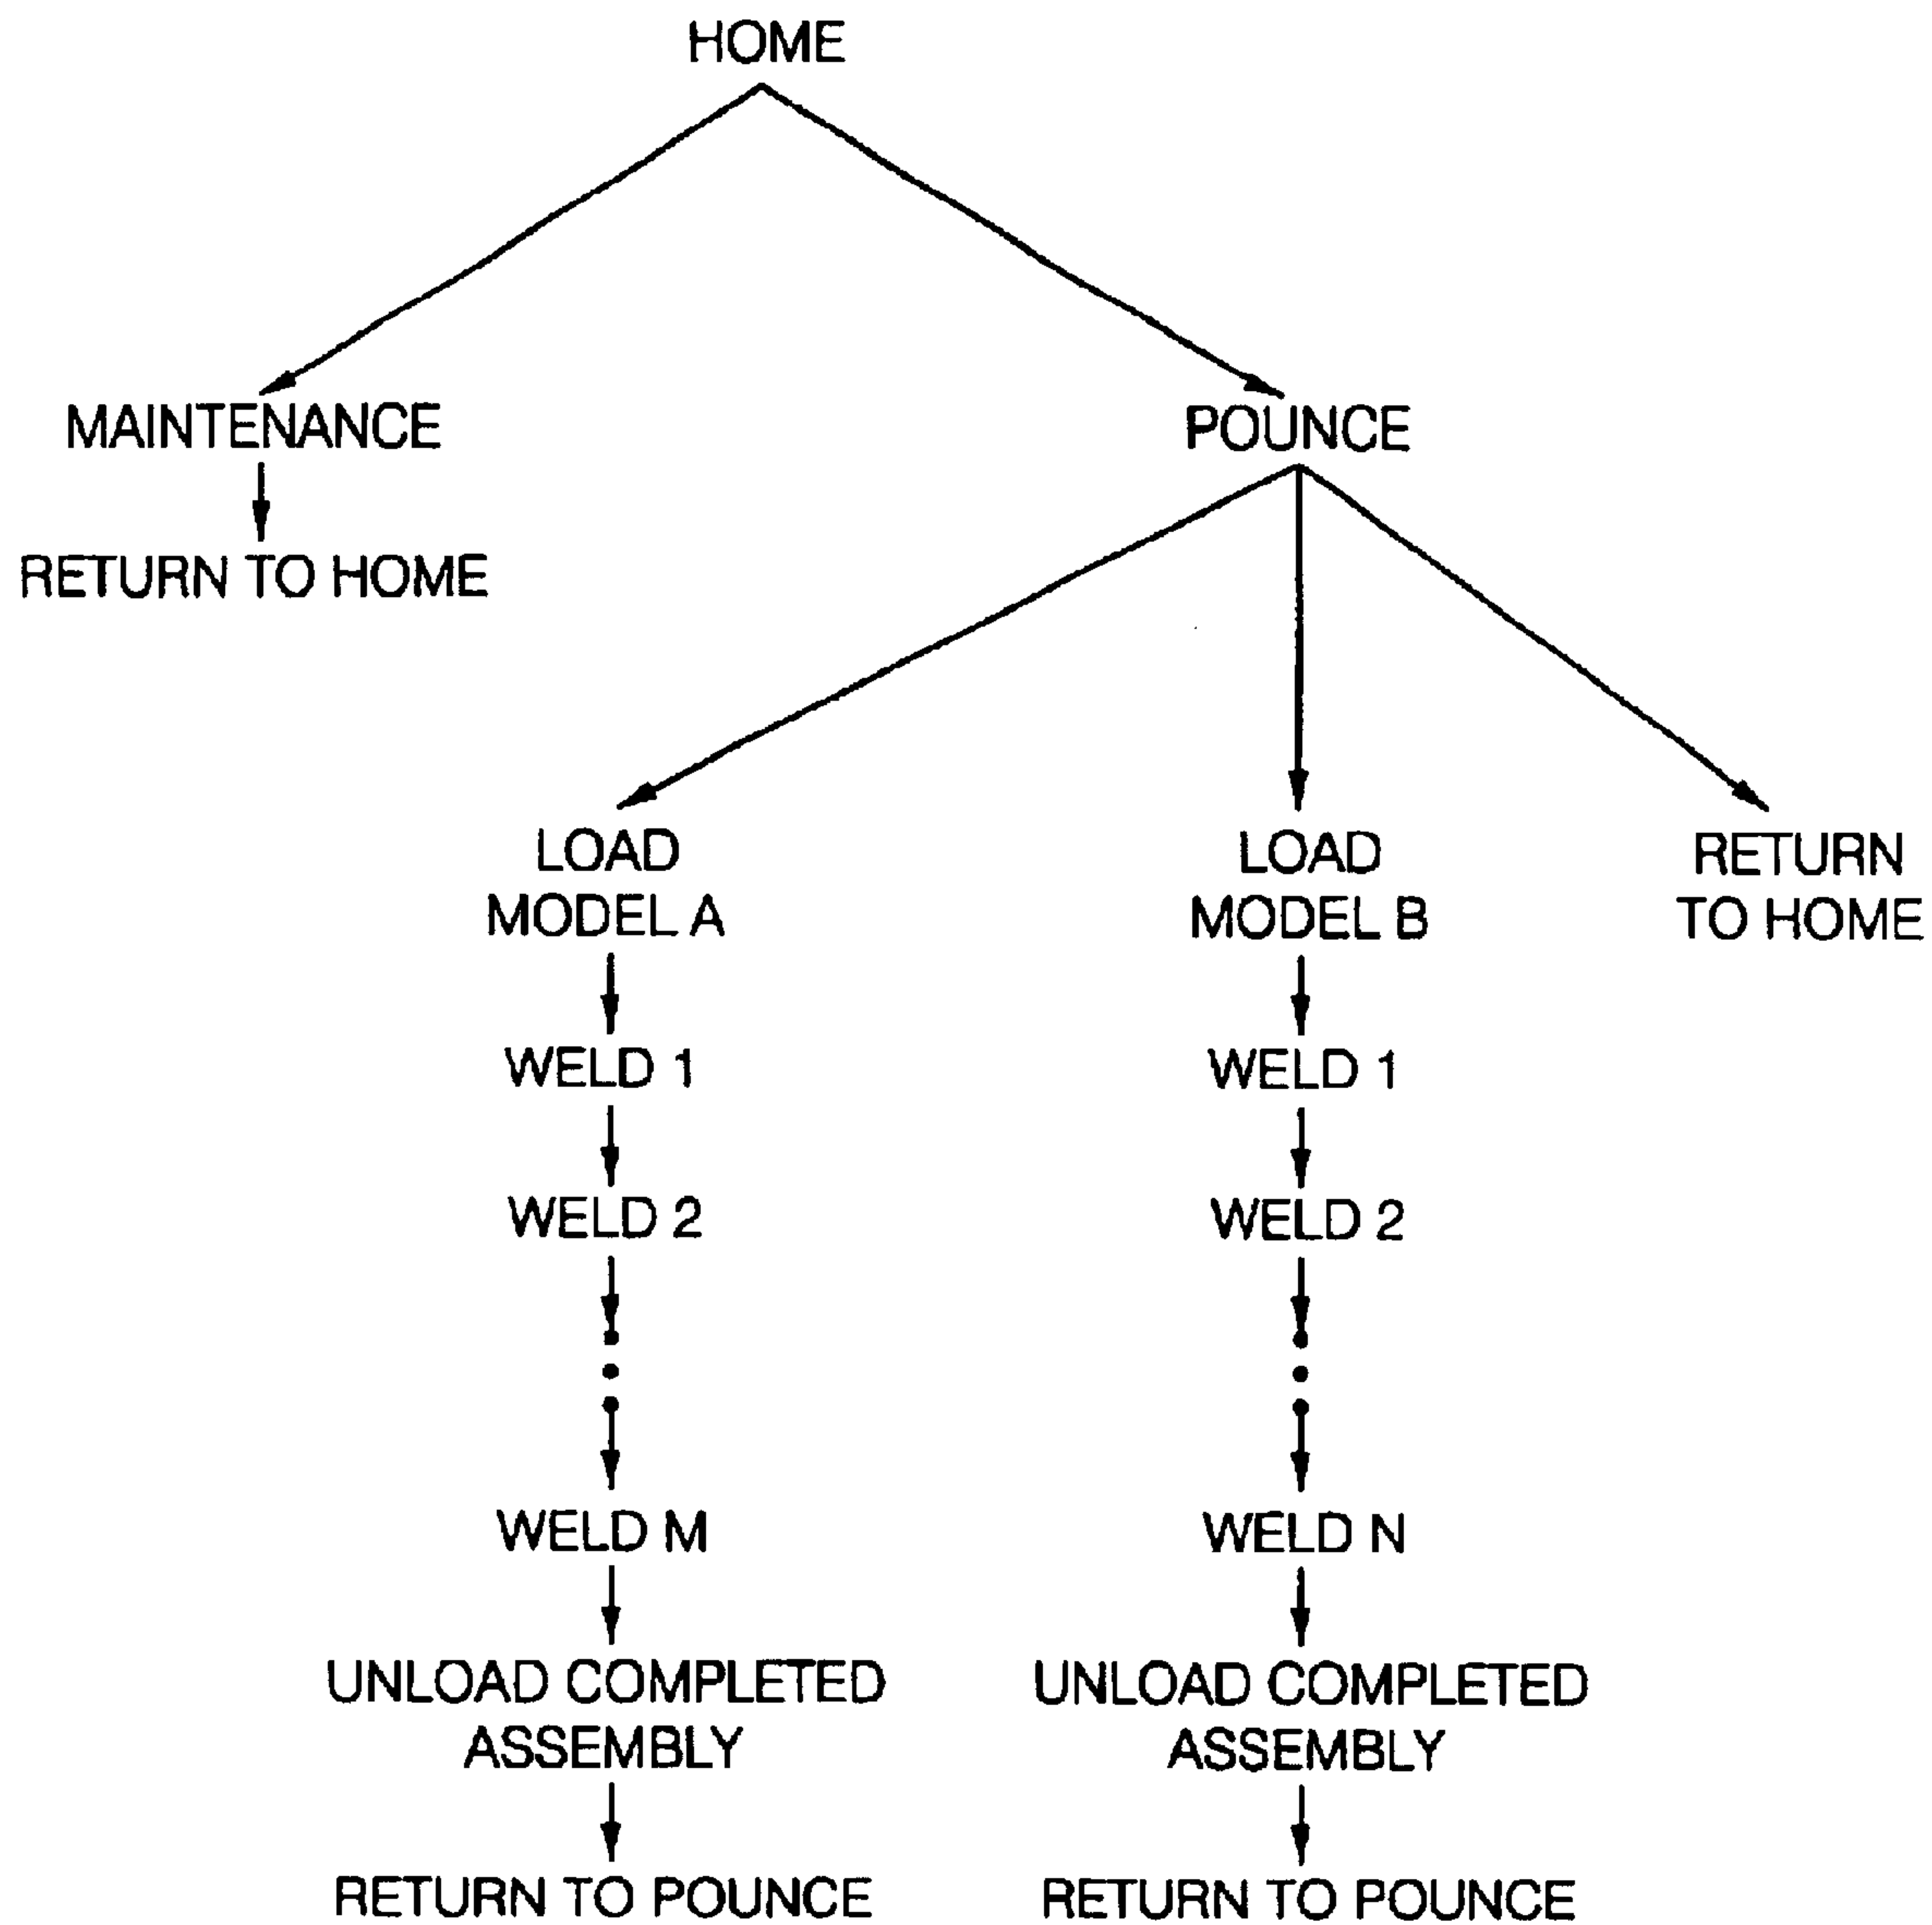 HOME
MAINTENANCE
POUNCE
RETURN TO HOME
LOAD
MODEL A
LOAD
MODEL B
RETURN
TO HOME
WELD 1
WELD 1
WELD 2
WELD 2
WELD M
WELD N
UNLOAD COMPLETED
ASSEMBLY
UNLOAD COMPLETED
ASSEMBLY
RETURN TO POUNCE
RETURN TO POUNCE